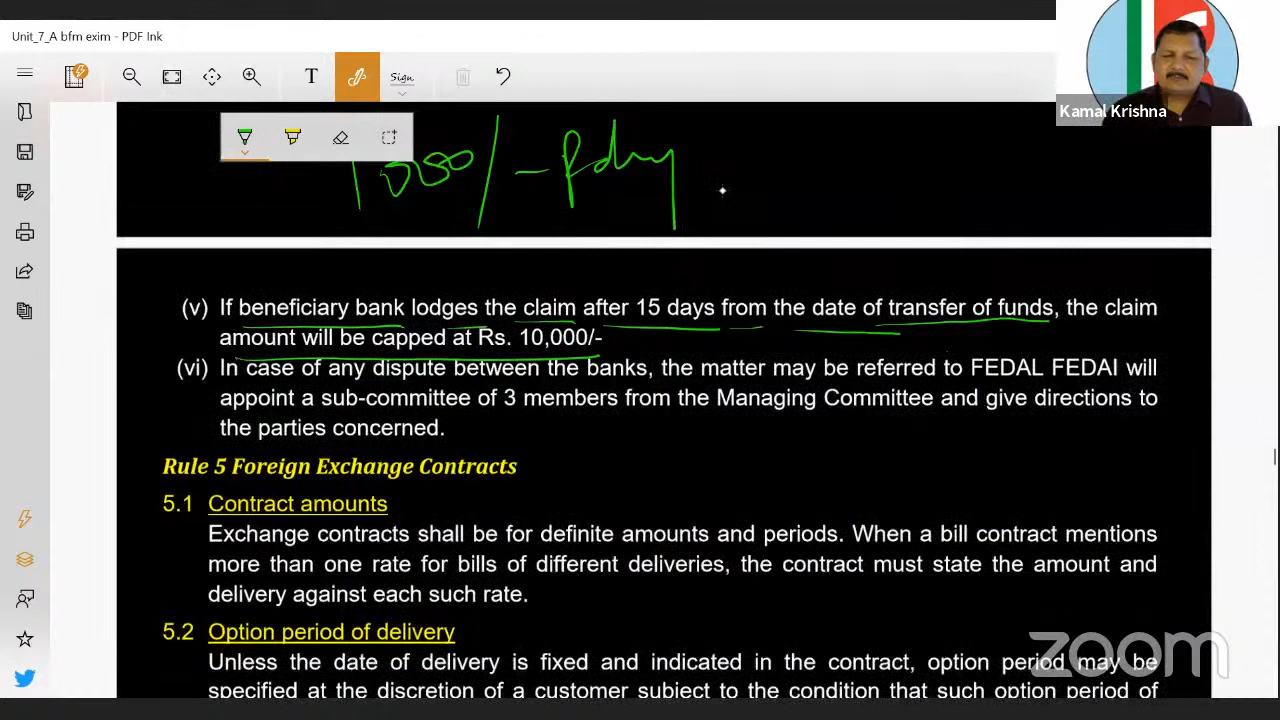 Unit_7_A bfm exim - PDF Ink
T
Sign
Kamal Krishna
1000/-
(v) If beneficiary bank lodges the claim after 15 days from the date of transfer of funds, the claim
amount will be capped at Rs. 10,000/-
(vi) In case of any dispute between the banks, the matter may be referred to FEDAL FEDAI will
appoint a sub-committee of 3 members from the Managing Committee and give directions to
the parties concerned.
Rule 5 Foreign Exchange Contracts
5.1 Contract amounts
Exchange contracts shall be for definite amounts and periods. When a bill contract mentions
more than one rate for bills of different deliveries, the contract must state the amount and
delivery against each such rate.
5.2 Option period of delivery
Unless the date of delivery is fixed and indicated in the contract, option period may be
specified at the discretion of a customer subject to the condition that such option period of
zoom